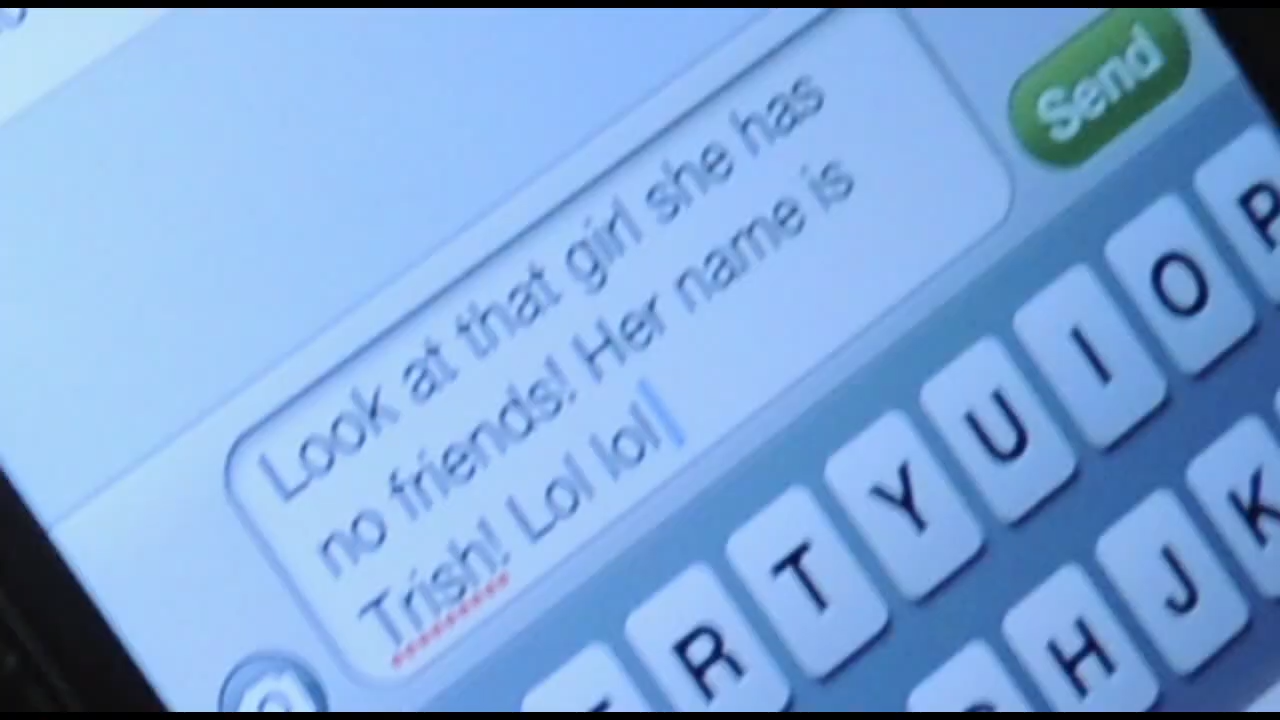 Look at that girl she has
no friends! Her name is
Trish! Lol lol
Send
R T Y U I O P
H J K